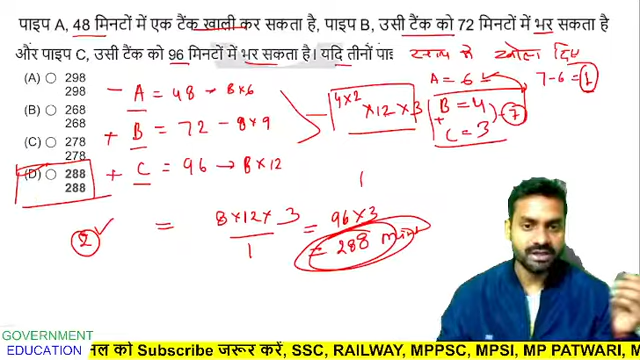 पाइप A, 48 मिनटों में एक टैंक खाली कर सकता है, पाइप B, उसी टैंक को 72 मिनटों में भर सकता है
और पाइप C, उसी टैंक को 96 मिनटों में भर सकता है। यदि तीनों पाइ खोल दिए
(A) 298
298
(B) 268
268
(C) 278
278
(D) 288
288
- A = 48 - 8×6
+ B = 72 - 8×9
+ C = 96 → 8×12
4×2 ×12×3
A = 6
B = 4
+
C = 3
7
7-6=1
2
= 8×12×3 / 1 = 96×3
= 288 min
GOVERNMENT
EDUCATION
नल को Subscribe जरूर करें, SSC, RAILWAY, MPPSC, MPSI, MP PATWARI, M